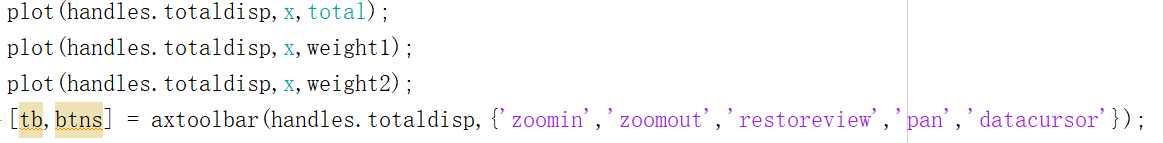 plot(handles.totaldisp,x,total);
plot(handles.totaldisp,x,weight1);
plot(handles.totaldisp,x,weight2);
[tb,btns] = axtoolbar(handles.totaldisp,{'zoomin','zoomout','restoreview','pan','datacursor'});